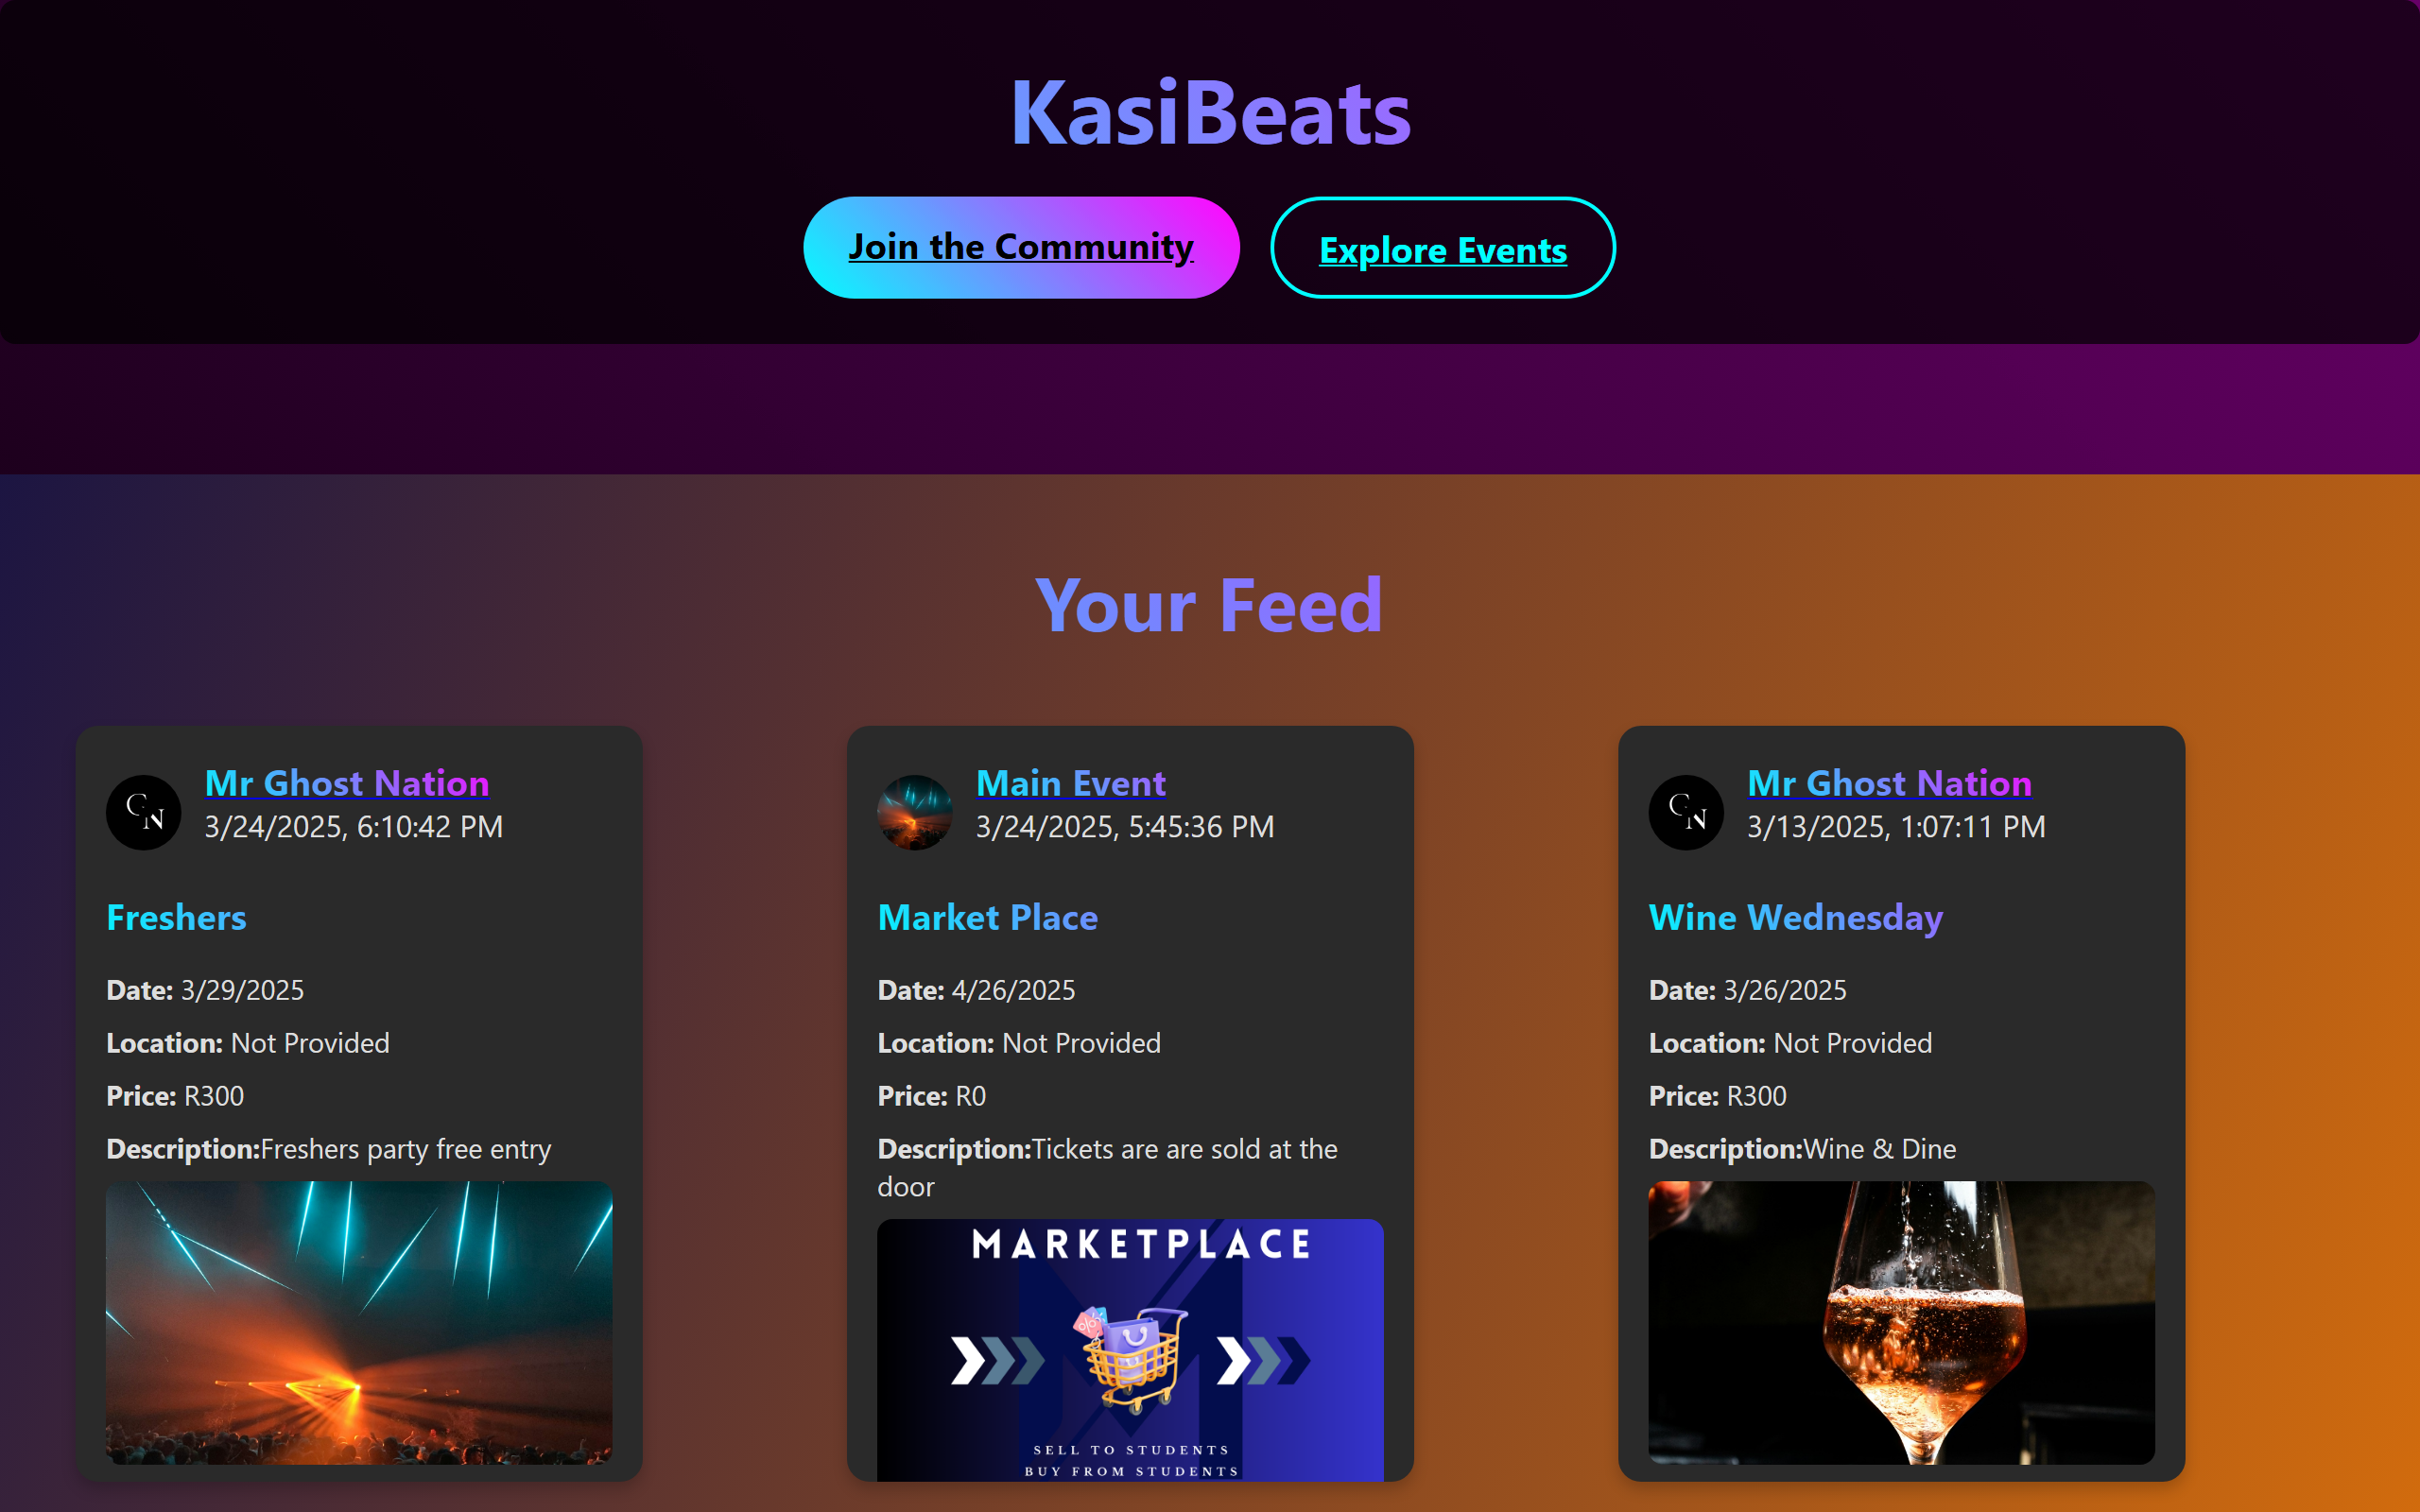 KasiBeats
Join the Community
Explore Events
Your Feed
GN
Mr Ghost Nation
3/24/2025, 6:10:42 PM
Freshers
Date: 3/29/2025
Location: Not Provided
Price: R300
Description:Freshers party free entry
Main Event
3/24/2025, 5:45:36 PM
Market Place
Date: 4/26/2025
Location: Not Provided
Price: R0
Description:Tickets are are sold at the
door
MARKETPLACE
SELL TO STUDENTS
BUY FROM STUDENTS
GN
Mr Ghost Nation
3/13/2025, 1:07:11 PM
Wine Wednesday
Date: 3/26/2025
Location: Not Provided
Price: R300
Description:Wine & Dine